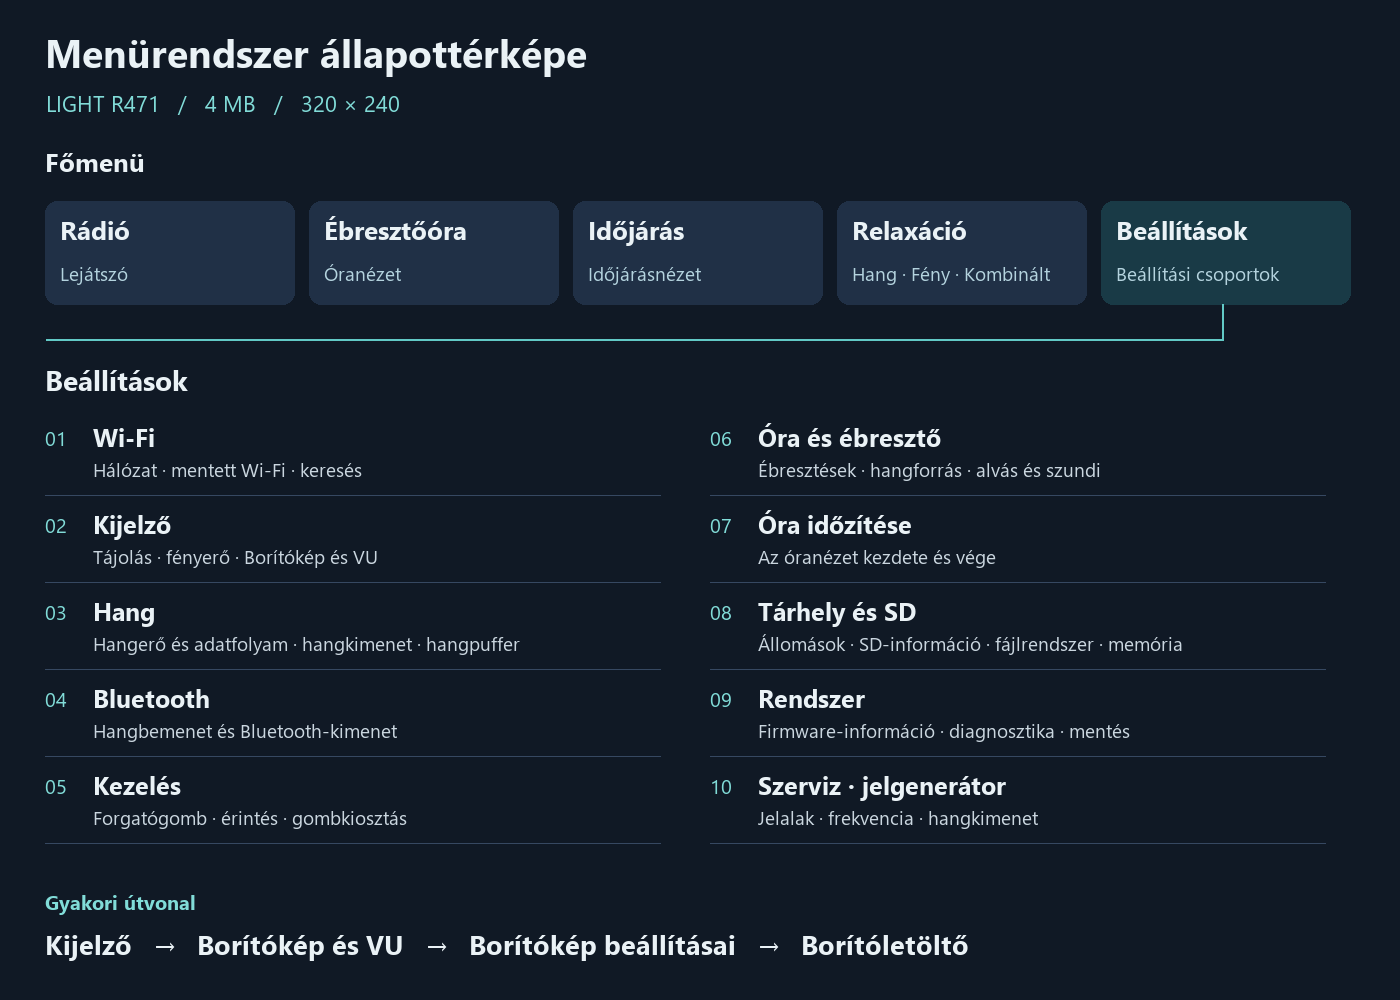 Menürendszer állapottérképe
LIGHT R471 / 4 MB / 320 × 240
Főmenü
Rádió
Lejátszó
Ébresztőóra
Óranézet
Időjárás
Időjárásnézet
Relaxáció
Hang · Fény · Kombinált
Beállítások
Beállítási csoportok
Beállítások
01 Wi-Fi
Hálózat · mentett Wi-Fi · keresés
02 Kijelző
Tájolás · fényerő · Borítókép és VU
03 Hang
Hangerő és adatfolyam · hangkimenet · hangpuffer
04 Bluetooth
Hangbemenet és Bluetooth-kimenet
05 Kezelés
Forgatógomb · érintés · gombkiosztás
06 Óra és ébresztő
Ébresztések · hangforrás · alvás és szundi
07 Óra időzítése
Az óranézet kezdete és vége
08 Tárhely és SD
Állomások · SD-információ · fájlrendszer · memória
09 Rendszer
Firmware-információ · diagnosztika · mentés
10 Szerviz · jelgenerátor
Jelalak · frekvencia · hangkimenet
Gyakori útvonal
Kijelző → Borítókép és VU → Borítókép beállításai → Borítóletöltő